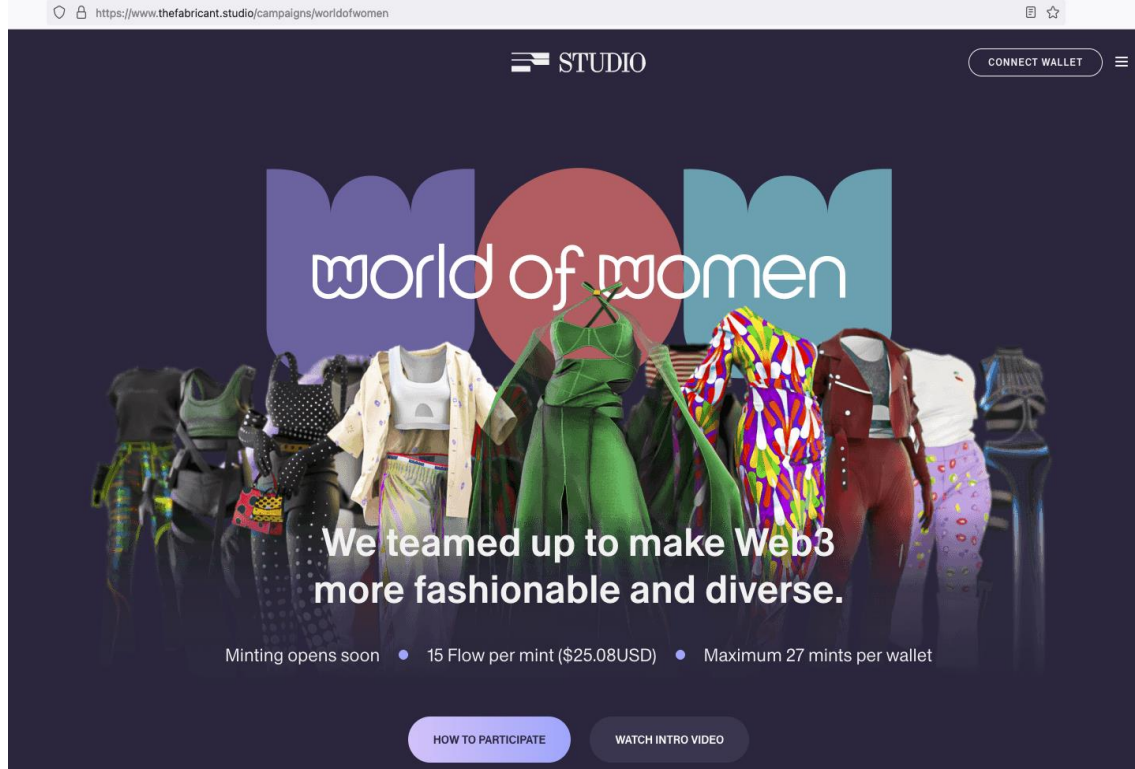 https://www.thefabricant.studio/campaigns/worldofwomen
STUDIO
CONNECT WALLET
world of women
We teamed up to make Web3
more fashionable and diverse.
Minting opens soon • 15 Flow per mint ($25.08USD) • Maximum 27 mints per wallet
HOW TO PARTICIPATE
WATCH INTRO VIDEO